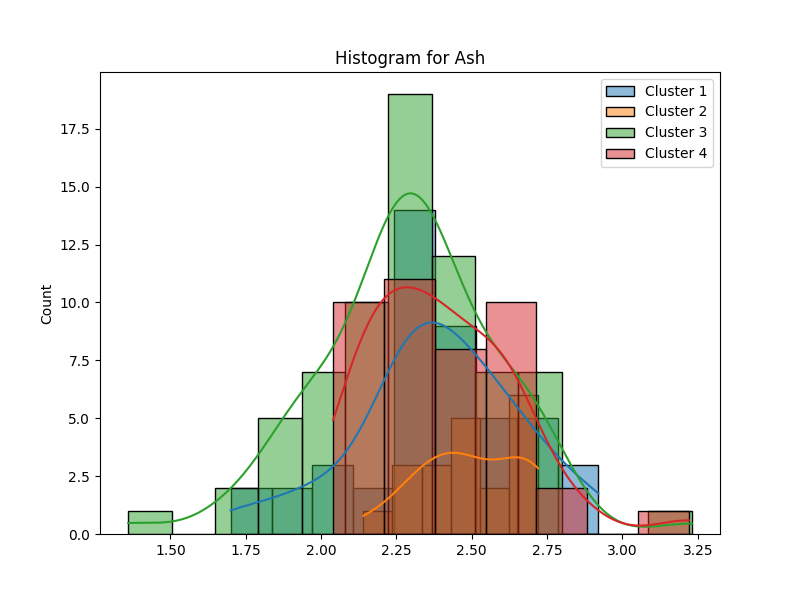 Histogram for Ash
Cluster 1
Cluster 2
Cluster 3
Cluster 4
Count
17.5
15.0
12.5
10.0
7.5
5.0
2.5
0.0
1.50 1.75 2.00 2.25 2.50 2.75 3.00 3.25